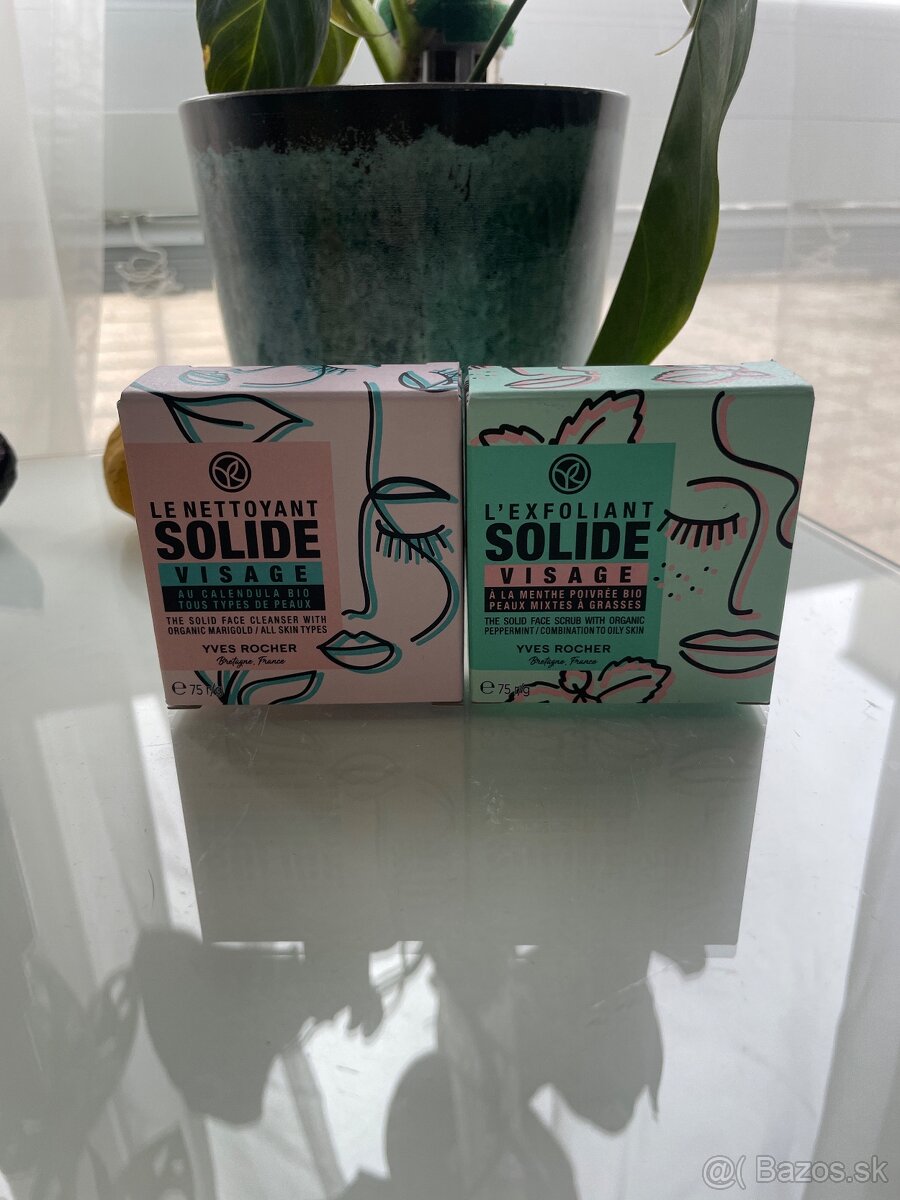 LE NETTOYANT
SOLIDE
VISAGE
AU CALENDULA BIO
TOUS TYPES DE PEAUX
THE SOLID FACE CLEANSER WITH
ORGANIC MARIGOLD / ALL SKIN TYPES
YVES ROCHER
Bretagne, France
℮ 75
L'EXFOLIANT
SOLIDE
VISAGE
À LA MENTHE POIVRÉE BIO
PEAUX MIXTES À GRASSES
THE SOLID FACE SCRUB WITH ORGANIC
PEPPERMINT / COMBINATION TO OILY SKIN
YVES ROCHER
Bretagne, France
℮ 75
@( Bazos.sk